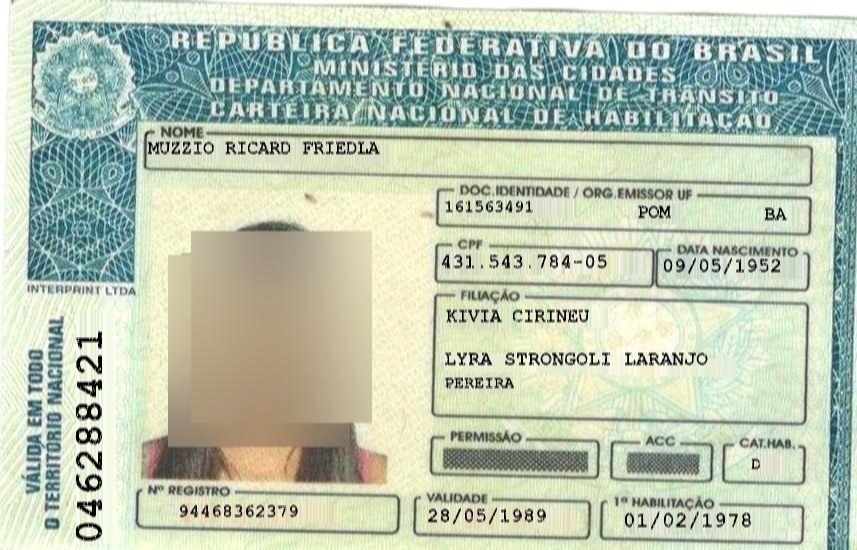 REPÚBLICA FEDERATIVA DO BRASIL
MINISTÉRIO DAS CIDADES
DEPARTAMENTO NACIONAL DE TRÂNSITO
CARTEIRA NACIONAL DE HABILITAÇÃO
NOME
MUZZIO RICARD FRIEDLA
DOC.IDENTIDADE / ORG.EMISSOR UF
161563491 POM BA
CPF DATA NASCIMENTO
431.543.784-05 09/05/1952
FILIAÇÃO
KIVIA CIRINEU
LYRA STRONGOLI LARANJO
PEREIRA
PERMISSÃO ACC CAT.HAB.
D
Nº REGISTRO VALIDADE 1ª HABILITAÇÃO
94468362379 28/05/1989 01/02/1978
INTERPRINT LTDA
VÁLIDA EM TODO
O TERRITÓRIO NACIONAL
046288421